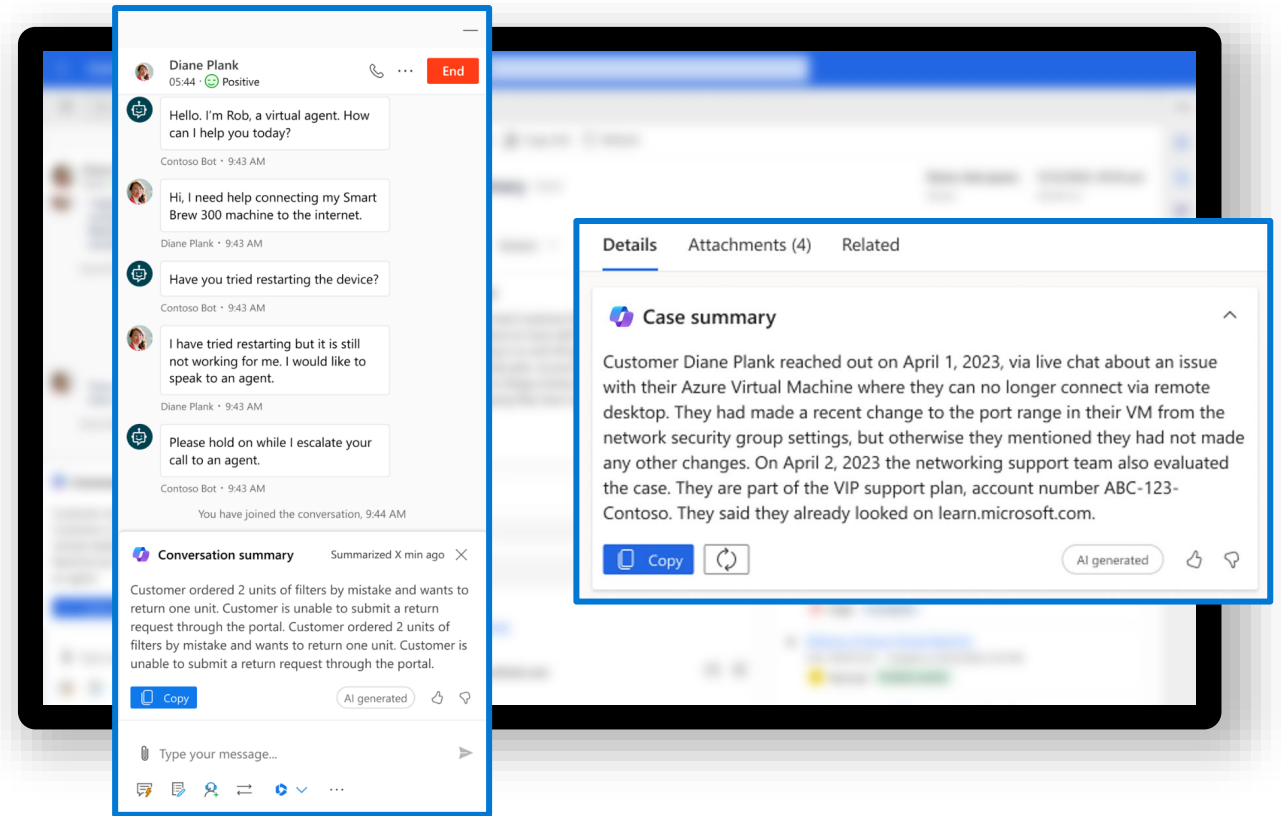 Diane Plank
05:44 · Positive
End
Hello. I'm Rob, a virtual agent. How
can I help you today?
Contoso Bot • 9:43 AM
Hi, I need help connecting my Smart
Brew 300 machine to the internet.
Diane Plank • 9:43 AM
Have you tried restarting the device?
Contoso Bot • 9:43 AM
I have tried restarting but it is still
not working for me. I would like to
speak to an agent.
Diane Plank • 9:43 AM
Please hold on while I escalate your
call to an agent.
Contoso Bot • 9:43 AM
You have joined the conversation, 9:44 AM
Conversation summary
Summarized X min ago
Customer ordered 2 units of filters by mistake and wants to
return one unit. Customer is unable to submit a return
request through the portal. Customer ordered 2 units of
filters by mistake and wants to return one unit. Customer is
unable to submit a return request through the portal.
Copy
AI generated
Type your message...
Details
Attachments (4)
Related
Case summary
Customer Diane Plank reached out on April 1, 2023, via live chat about an issue
with their Azure Virtual Machine where they can no longer connect via remote
desktop. They had made a recent change to the port range in their VM from the
network security group settings, but otherwise they mentioned they had not made
any other changes. On April 2, 2023 the networking support team also evaluated
the case. They are part of the VIP support plan, account number ABC-123-
Contoso. They said they already looked on learn.microsoft.com.
Copy
AI generated